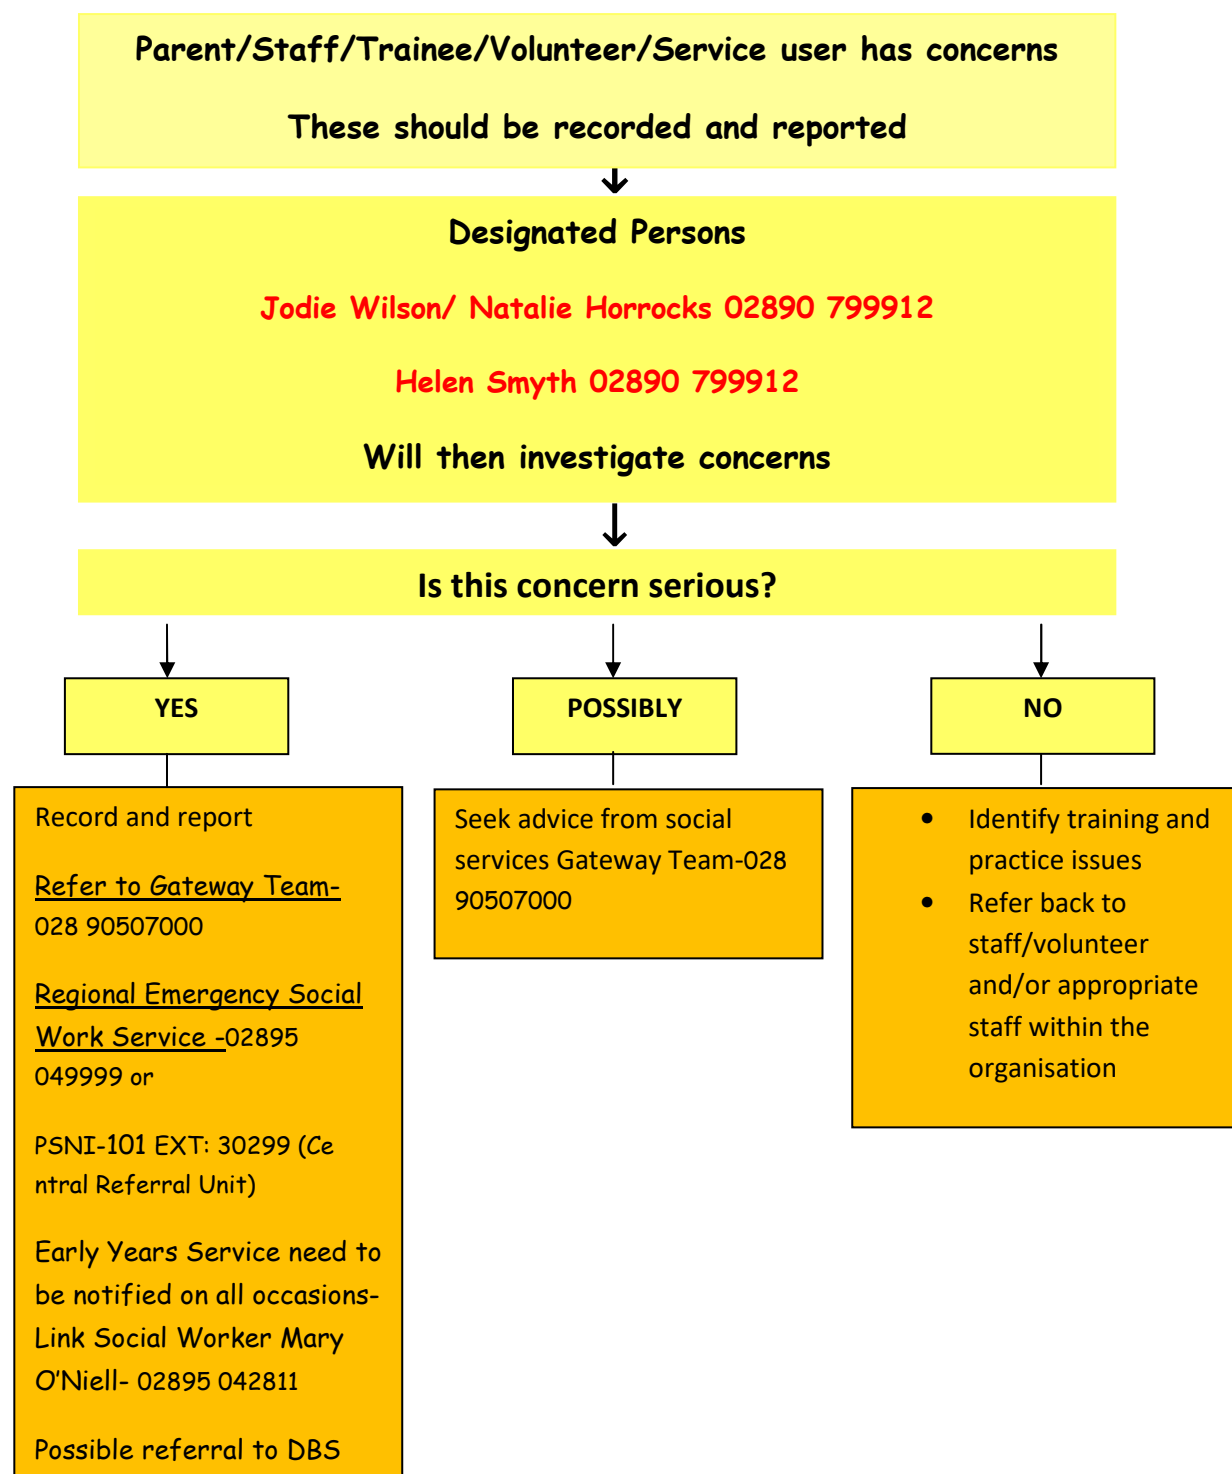 Parent/Staff/Trainee/Volunteer/Service user has concerns
These should be recorded and reported
Designated Persons
Jodie Wilson/ Natalie Horrocks 02890 799912
Helen Smyth 02890 799912
Will then investigate concerns
Is this concern serious?
YES
POSSIBLY
NO
Record and report
Refer to Gateway Team-
028 90507000
Regional Emergency Social
Work Service -02895
049999 or
PSNI-101 EXT: 30299 (Ce
ntral Referral Unit)
Early Years Service need to
be notified on all occasions-
Link Social Worker Mary
O'Niell- 02895 042811
Possible referral to DBS
Seek advice from social
services Gateway Team-028
90507000
• Identify training and
practice issues
• Refer back to
staff/volunteer
and/or appropriate
staff within the
organisation